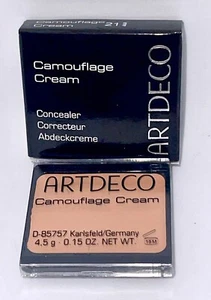 Camouflage Cream 21
Camouflage
Cream
Concealer
Correcteur
Abdeckcreme
ARTDECO
ARTDECO
Camouflage Cream
D-85757 Karlsfeld/Germany
4,5 g - 0.15 OZ. NET WT.